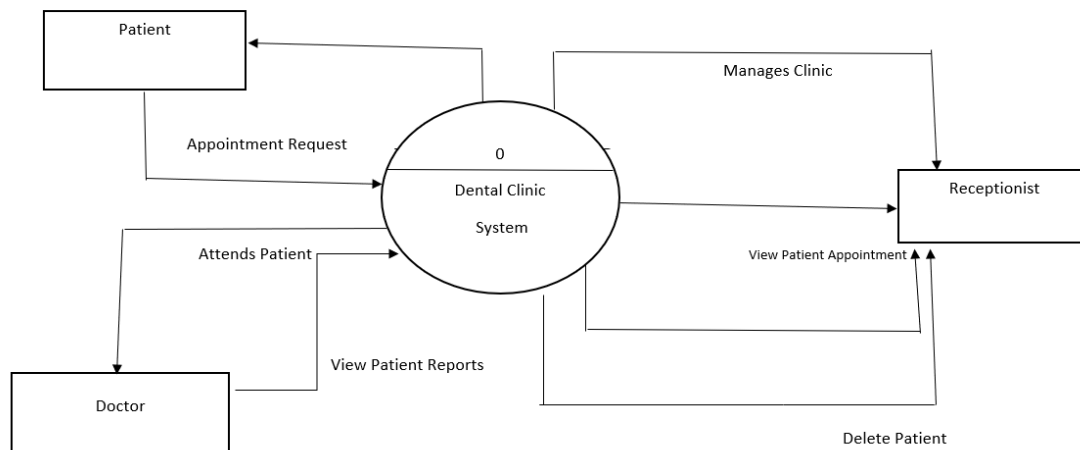 Patient
Manages Clinic
Appointment Request
0
Dental Clinic
System
Receptionist
Attends Patient
View Patient Appointment
View Patient Reports
Doctor
Delete Patient